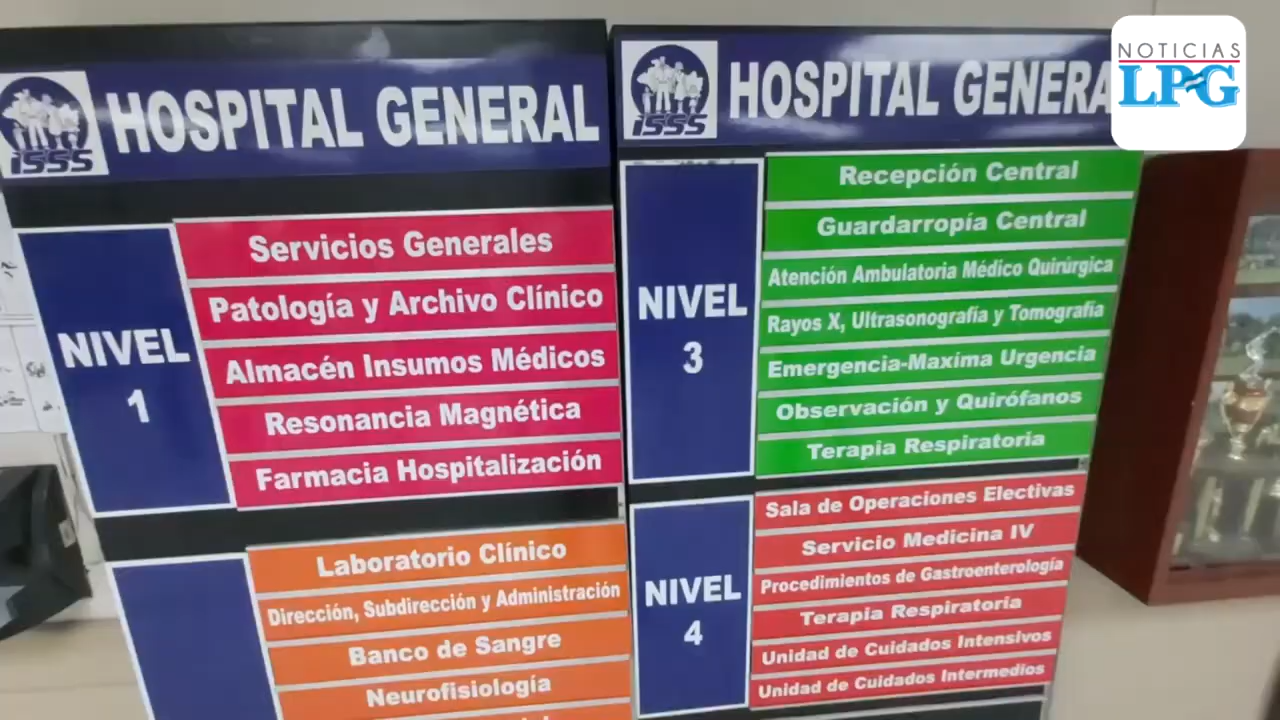 NOTICIAS
LPG
isss
HOSPITAL GENERAL
NIVEL
1
Servicios Generales
Patología y Archivo Clínico
Almacén Insumos Médicos
Resonancia Magnética
Farmacia Hospitalización
Laboratorio Clínico
Dirección, Subdirección y Administración
Banco de Sangre
Neurofisiología
isss
HOSPITAL GENERA
NIVEL
3
Recepción Central
Guardarropía Central
Atención Ambulatoria Médico Quirúrgica
Rayos X, Ultrasonografía y Tomografía
Emergencia-Maxíma Urgencia
Observación y Quirófanos
Terapia Respiratoria
NIVEL
4
Sala de Operaciones Electivas
Servicio Medicina IV
Procedimientos de Gastroenterología
Terapia Respiratoria
Unidad de Cuidados Intensivos
Unidad de Cuidados Intermedios